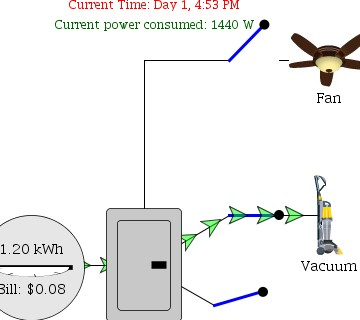 Current Time: Day 1, 4:53 PM
Current power consumed: 1440 W
Fan
Vacuum
1.20 kWh
Bill: $0.08